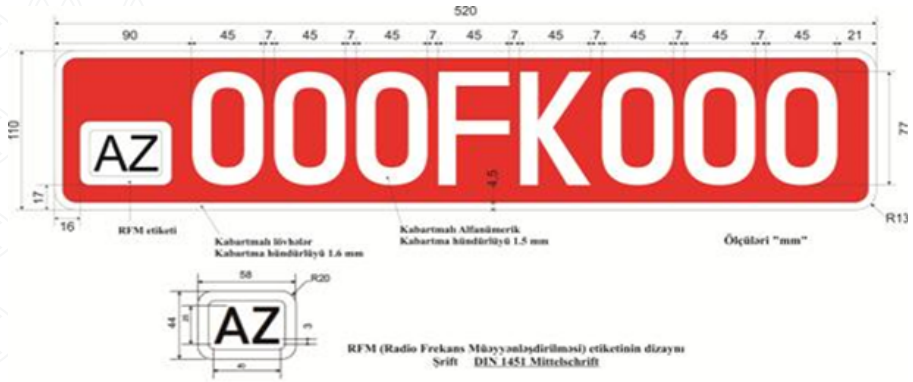 520
90 45 7 45 7 45 7 45 7 45 7 45 7 45 7 45 21
110
AZ 000FK000
77
4,5
17
16
R13
RFM etiketi
Kabartmalı lövhələr
Kabartma hündürlüyü 1.6 mm
Kabartmalı Alfanümerik
Kabartma hündürlüyü 1.5 mm
Ölçüləri "mm"
58
R20
44
AZ
3
RFM (Radio Frekans Müəyyənləşdirilməsi) etiketinin dizaynı
Şrift DIN 1451 Mittelschrift